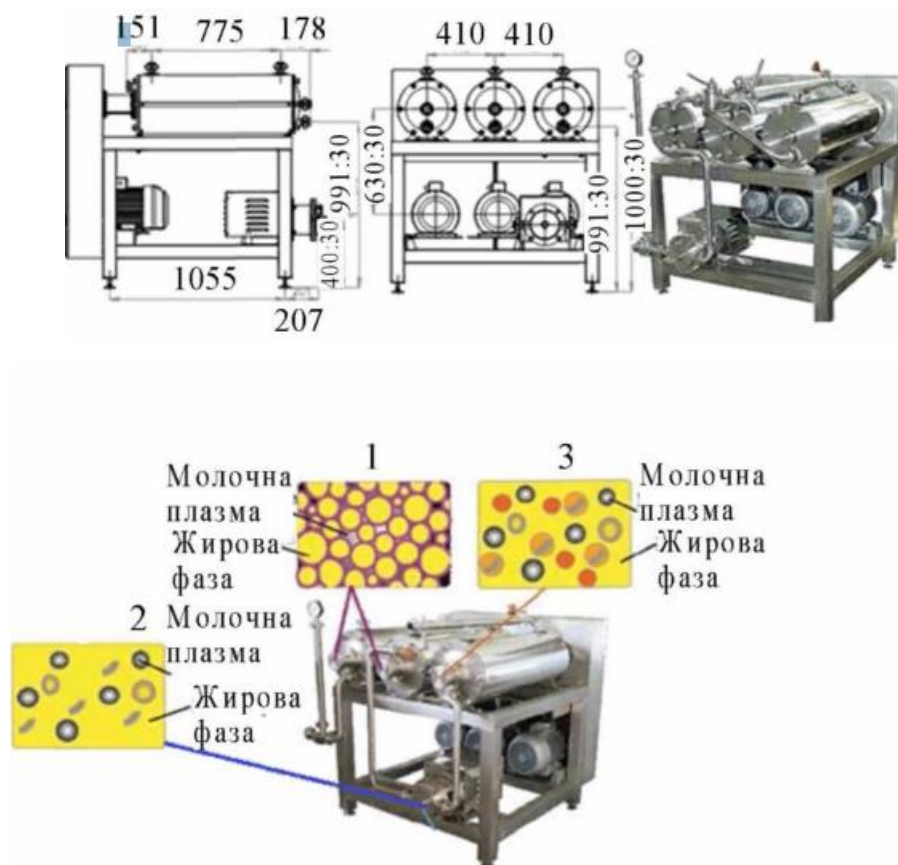 151 775 178
410 410
991:30
400:30
1055
207
630:30
991:30
1000:30
1
Молочна
плазма
Жирова
фаза
3
Молочна
плазма
Жирова
фаза
2
Молочна
плазма
Жирова
фаза